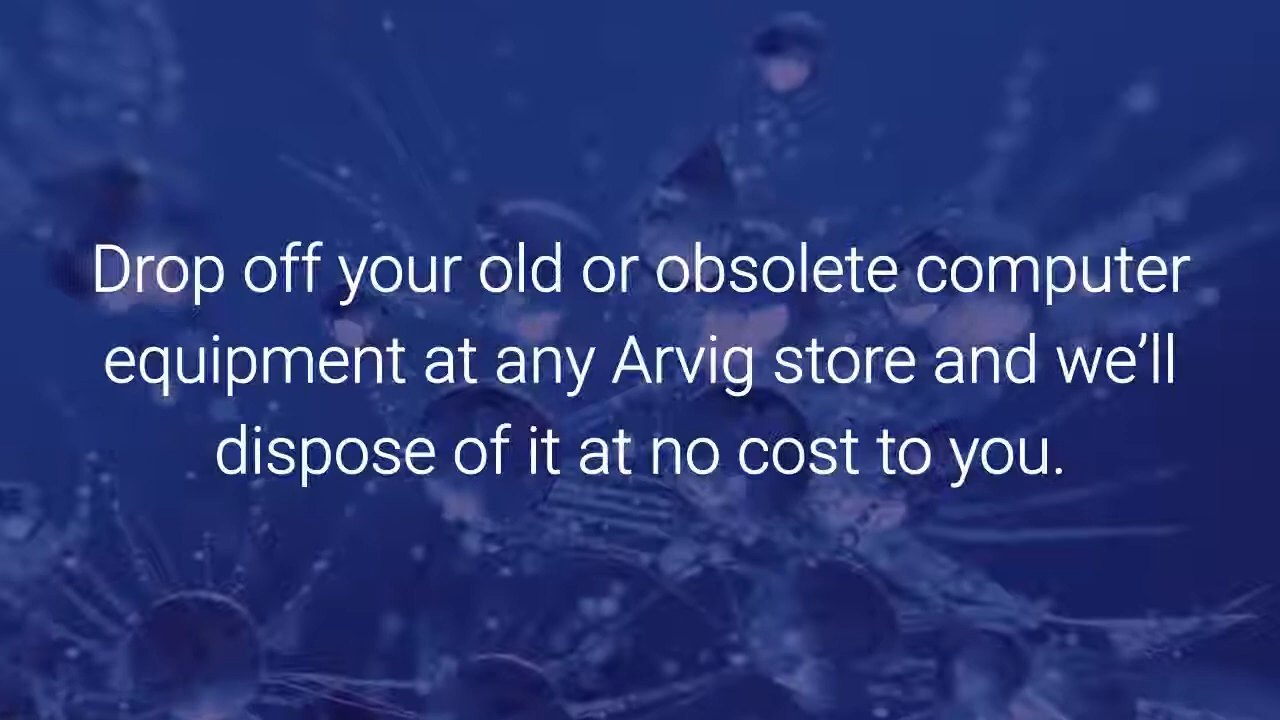 Drop off your old or obsolete computer
equipment at any Arvig store and we’ll
dispose of it at no cost to you.